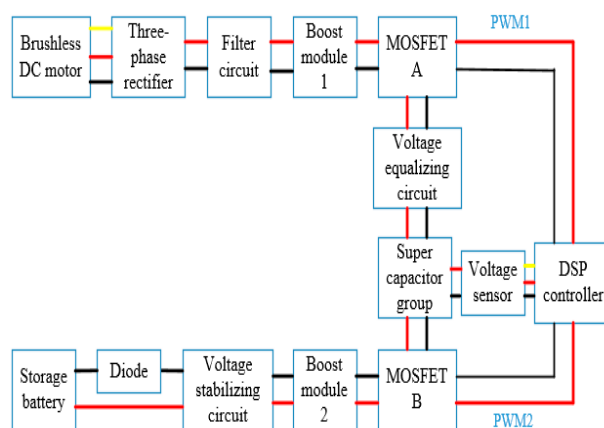 Brushless
DC motor
Three-
phase
rectifier
Filter
circuit
Boost
module
1
MOSFET
A
PWM1
Voltage
equalizing
circuit
Super
capacitor
group
Voltage
sensor
DSP
controller
Storage
battery
Diode
Voltage
stabilizing
circuit
Boost
module
2
MOSFET
B
PWM2